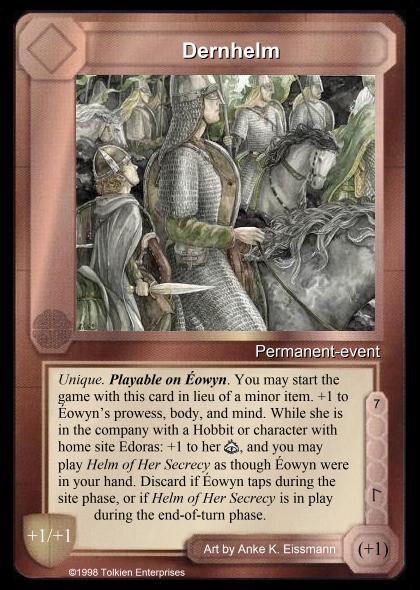 Dernhelm
Permanent-event
Unique. Playable on Éowyn. You may start the
game with this card in lieu of a minor item. +1 to
Éowyn's prowess, body, and mind. While she is
in the company with a Hobbit or character with
home site Edoras: +1 to her , and you may
play Helm of Her Secrecy as though Éowyn were
in your hand. Discard if Éowyn taps during the
site phase, or if Helm of Her Secrecy is in play
during the end-of-turn phase.
7
+1/+1
Art by Anke K. Eissmann
(+1)
©1998 Tolkien Enterprises